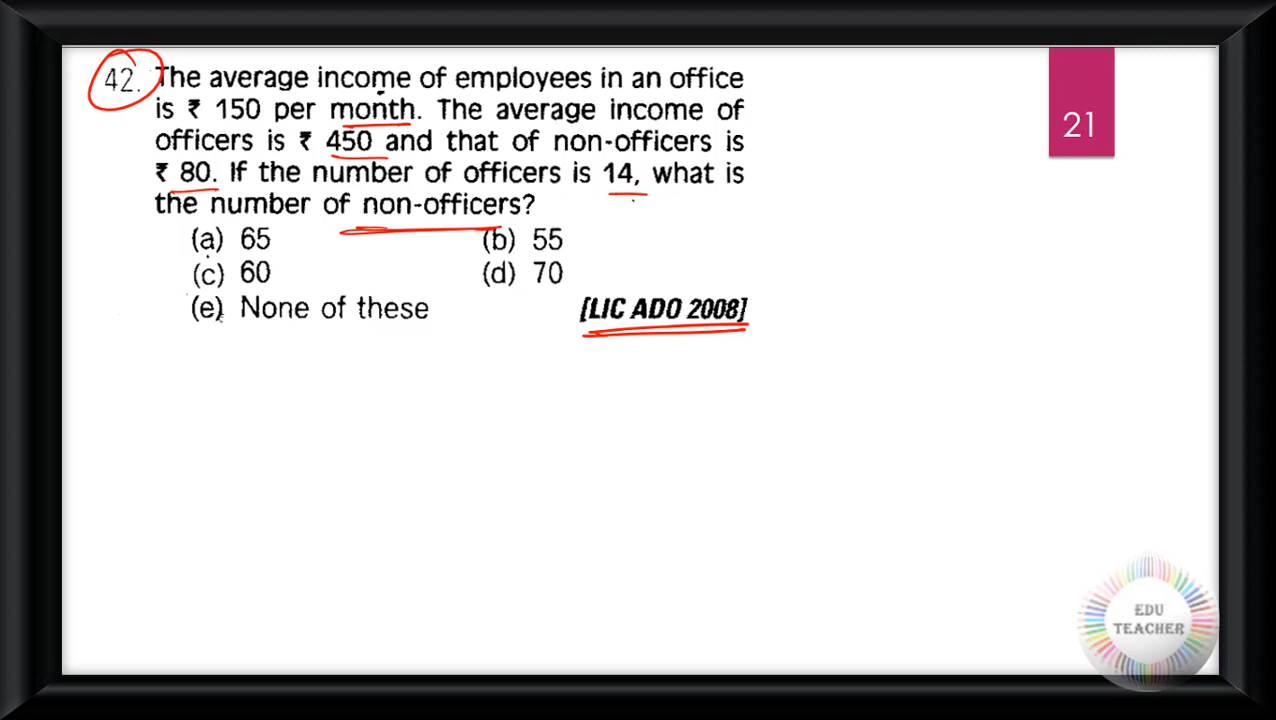 42. The average income of employees in an office
is ₹ 150 per month. The average income of
officers is ₹ 450 and that of non-officers is
₹ 80. If the number of officers is 14, what is
the number of non-officers?
(a) 65 (b) 55
(c) 60 (d) 70
(e) None of these [LIC ADO 2008]
21
EDU
TEACHER